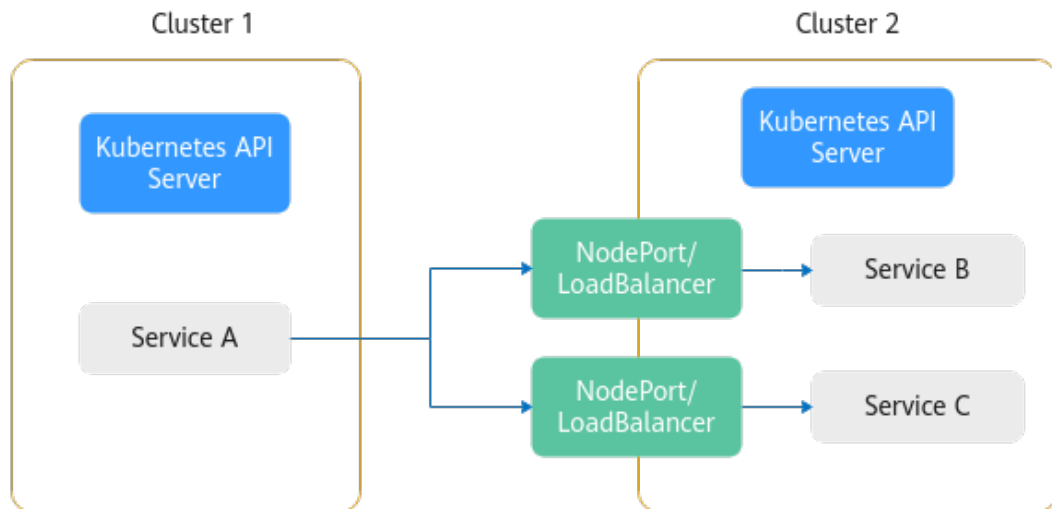 Cluster 1
Cluster 2
Kubernetes API
Server
Kubernetes API
Server
NodePort/
LoadBalancer
Service B
Service A
NodePort/
LoadBalancer
Service C